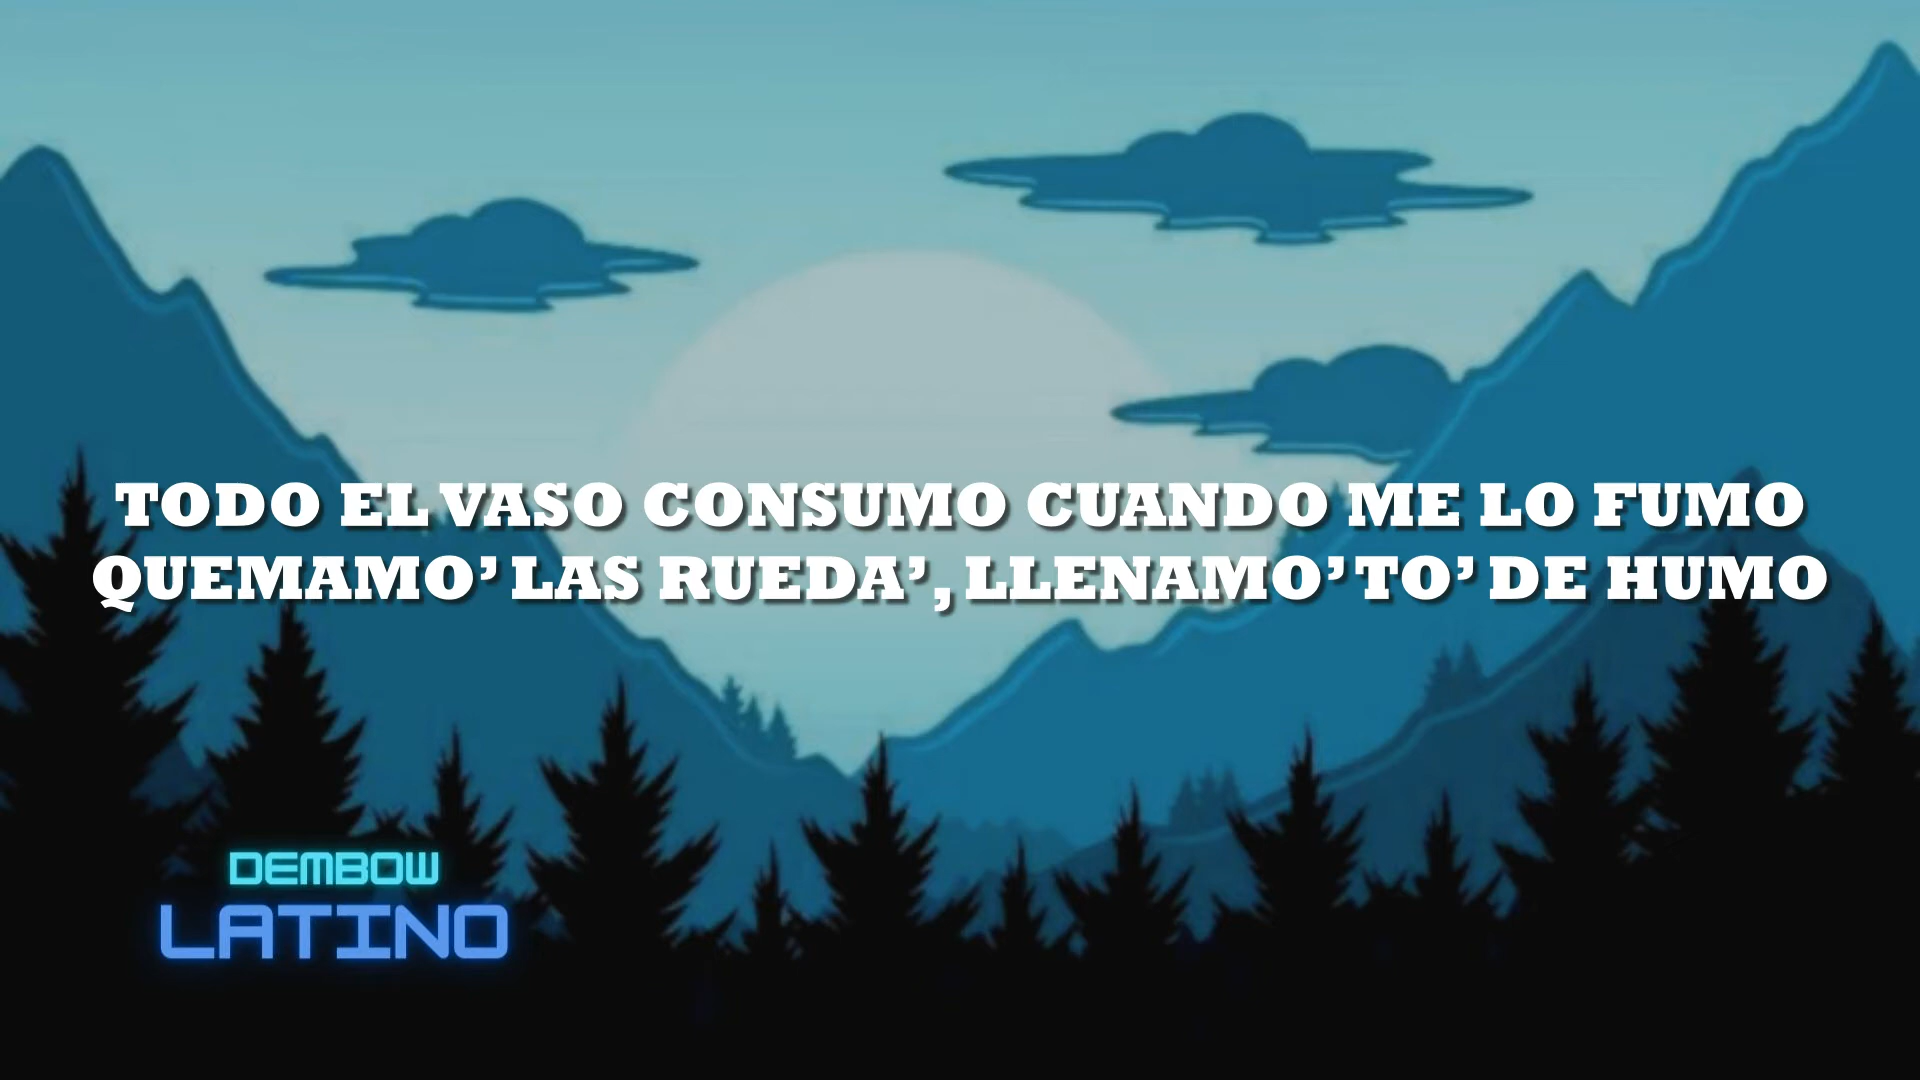 TODO EL VASO CONSUMO CUANDO ME LO FUMO
QUEMAMO’ LAS RUEDA’, LLENAMO’ TO’ DE HUMO
DEMBOW
LATINO